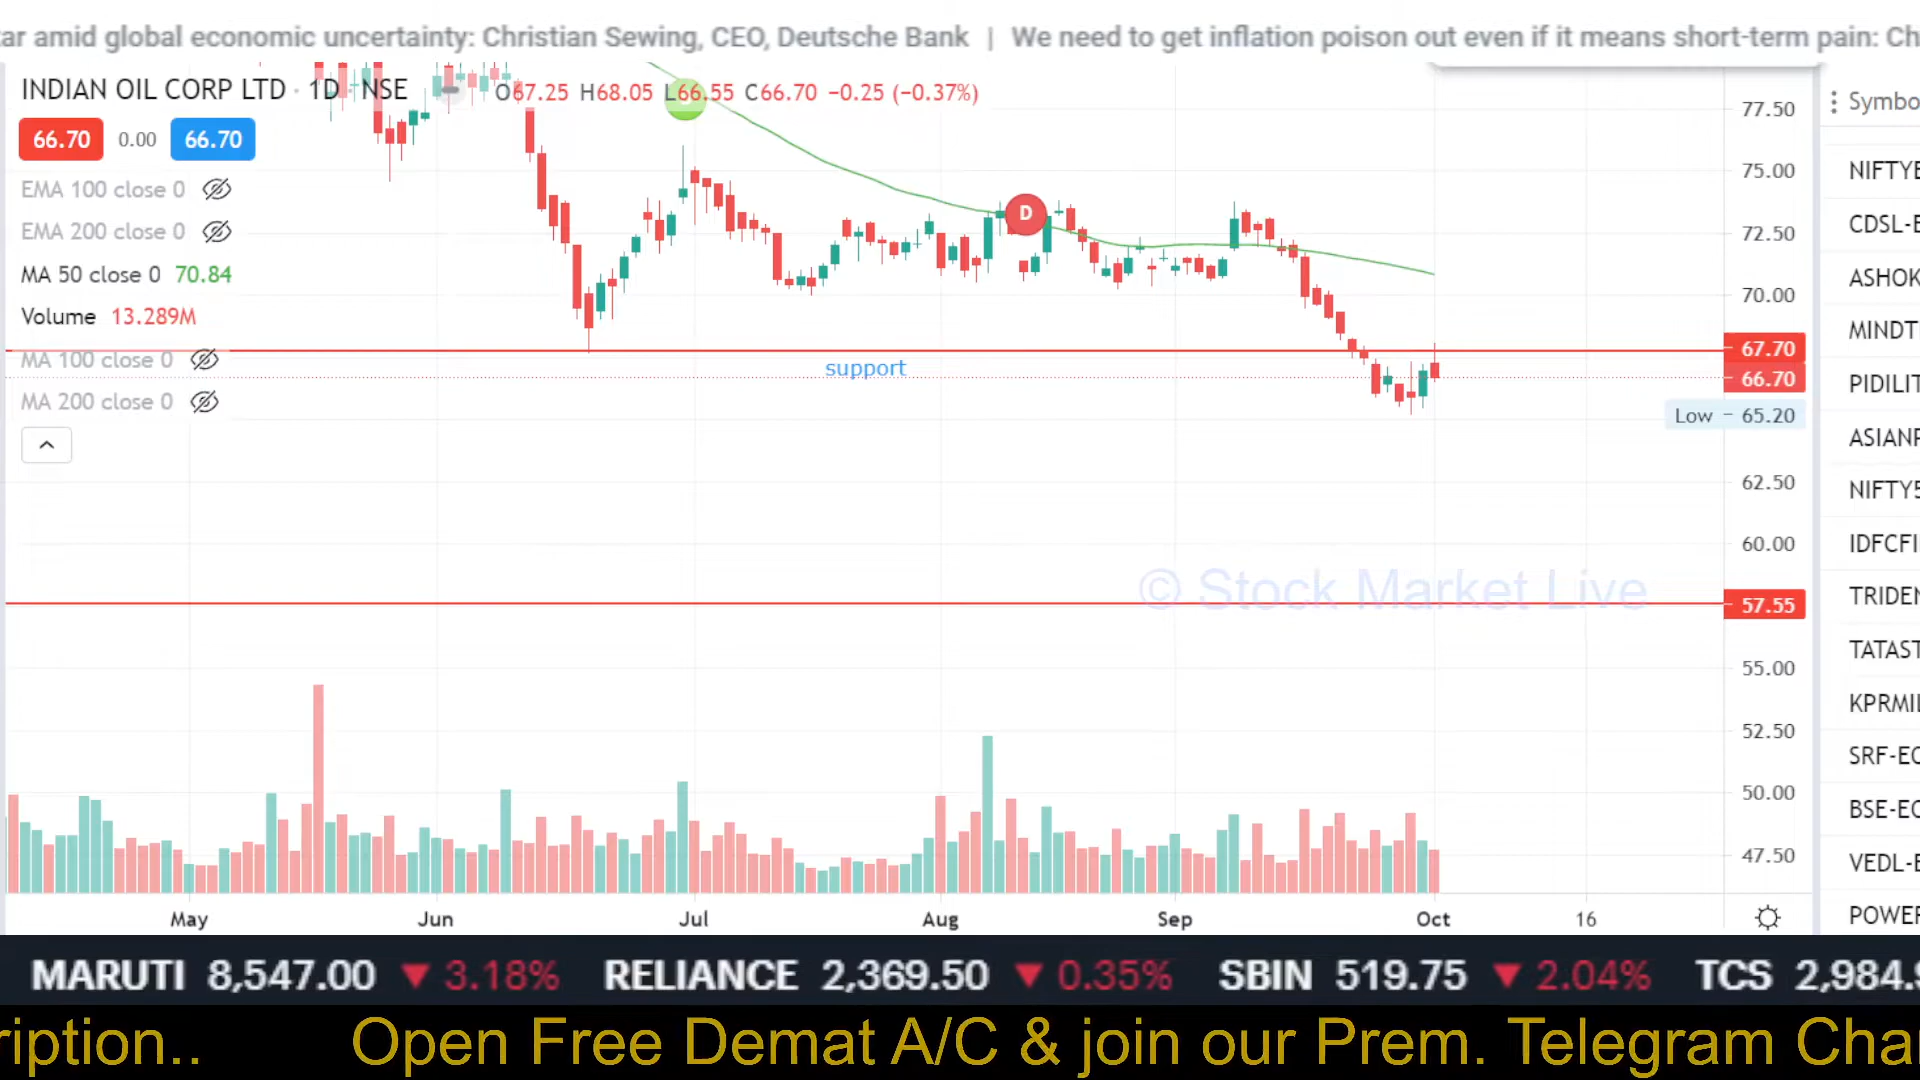 tar amid global economic uncertainty: Christian Sewing, CEO, Deutsche Bank | We need to get inflation poison out even if it means short-term pain: Ch
INDIAN OIL CORP LTD · 1D · NSE O67.25 H68.05 L66.55 C66.70 −0.25 (−0.37%)
66.70 0.00 66.70
EMA 100 close 0
EMA 200 close 0
MA 50 close 0 70.84
Volume 13.289M
MA 100 close 0
MA 200 close 0
D
support
77.50
75.00
72.50
70.00
67.70
66.70
Low 65.20
62.50
60.00
57.55
55.00
52.50
50.00
47.50
© Stock Market Live
May Jun Jul Aug Sep Oct 16
Symbo
NIFTYB
CDSL-E
ASHOK
MINDT
PIDILIT
ASIANP
NIFTY5
IDFCFI
TRIDEN
TATAST
KPRMIL
SRF-EQ
BSE-EQ
VEDL-E
POWER
MARUTI 8,547.00 ▼ 3.18% RELIANCE 2,369.50 ▼ 0.35% SBIN 519.75 ▼ 2.04% TCS 2,984.9
ription.. Open Free Demat A/C & join our Prem. Telegram Cha